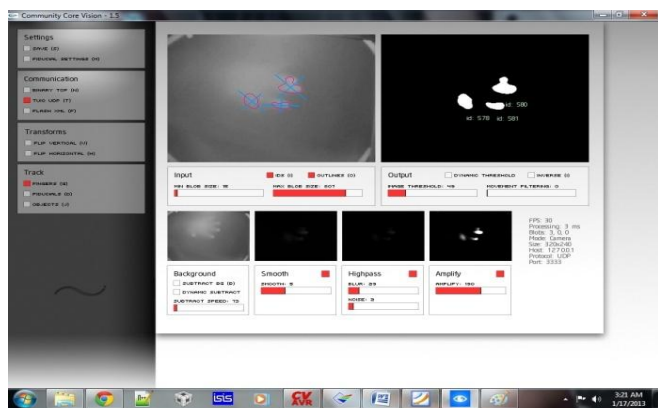 Community Core Vision - 1.5
Settings
SAVE (S)
FIDUCIAL SETTINGS (H)
Communication
BINARY TCP (N)
TUIO UDP (T)
FLASH XML (F)
Transforms
FLIP VERTICAL (V)
FLIP HORIZONTAL (H)
Track
FINGERS (G)
FIDUCIALS (D)
OBJECTS (J)
id: 580
id: 578 id: 581
Input
IDS (I)
OUTLINES (O)
MIN BLOB SIZE: 15
MAX BLOB SIZE: 507
Output
DYNAMIC THRESHOLD
INVERSE (I)
IMAGE THRESHOLD: 49
MOVEMENT FILTERING: 0
FPS: 30
Processing: 3 ms
Blobs: 3, 0, 0
Mode: Camera
Size: 320x240
Host: 127.0.0.1
Protocol: UDP
Port: 3333
Background
SUBTRACT BG (B)
DYNAMIC SUBTRACT
SUBTRACT SPEED: 13
Smooth
SMOOTH: 5
Highpass
BLUR: 29
NOISE: 3
Amplify
AMPLIFY: 150
isis
CV
AVR
3:21 AM
1/17/2013